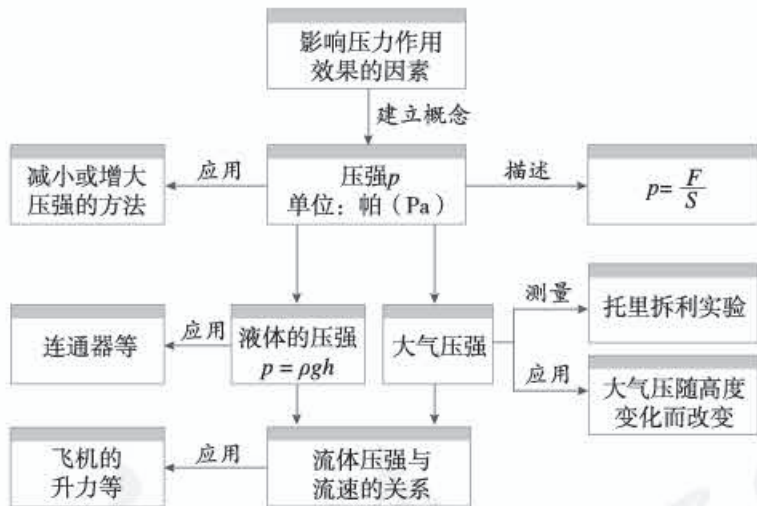 影响压力作用
效果的因素
建立概念
减小或增大
压强的方法
应用
压强p
单位：帕（Pa）
描述
p=F/S
连通器等
应用
液体的压强
p = ρgh
大气压强
测量
托里拆利实验
应用
大气压随高度
变化而改变
飞机的
升力等
应用
流体压强与
流速的关系